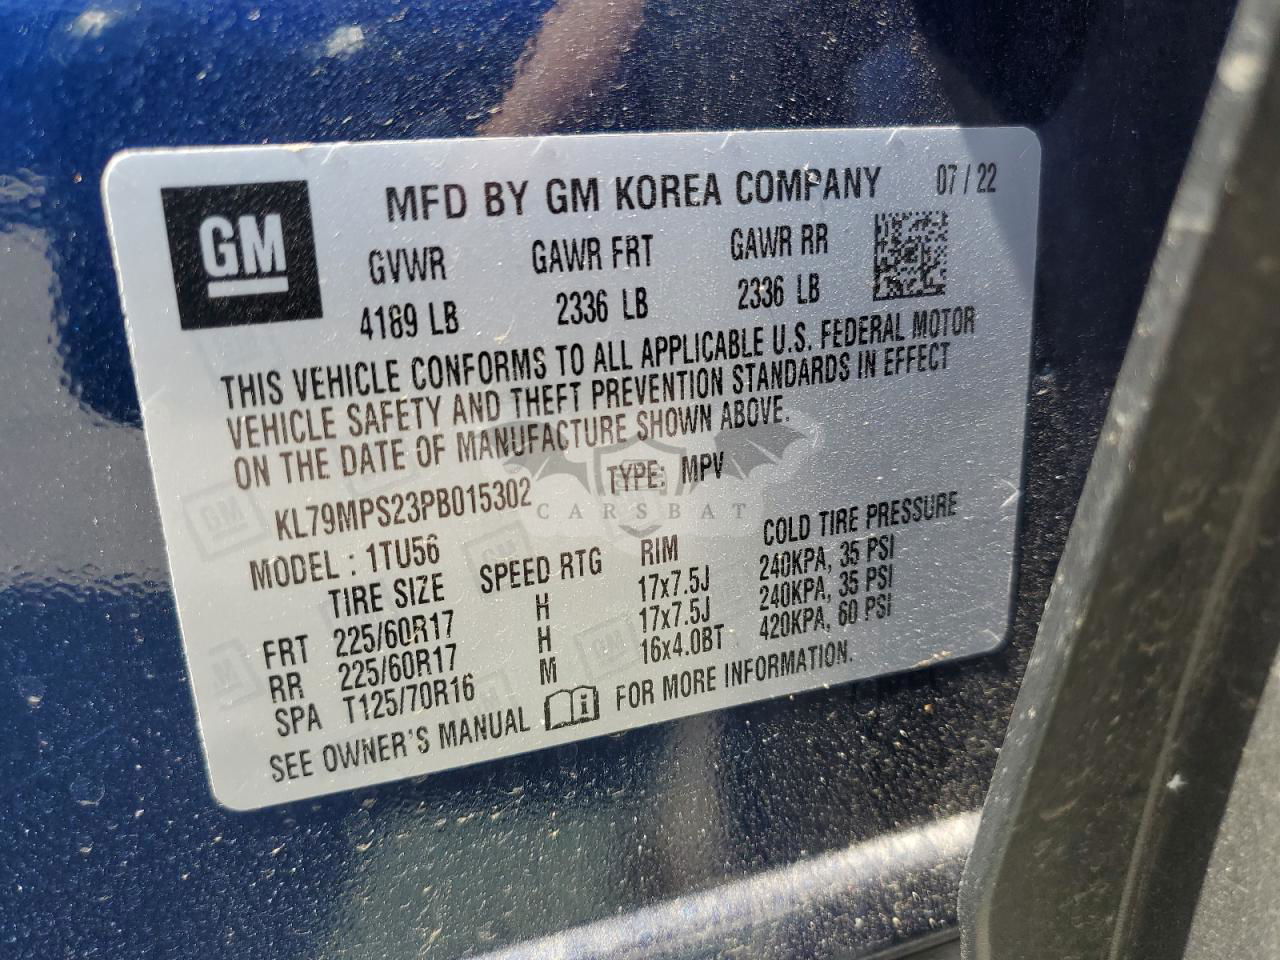 GM
MFD BY GM KOREA COMPANY 07/22
GVWR GAWR FRT GAWR RR
4189 LB 2336 LB 2336 LB
THIS VEHICLE CONFORMS TO ALL APPLICABLE U.S. FEDERAL MOTOR
VEHICLE SAFETY AND THEFT PREVENTION STANDARDS IN EFFECT
ON THE DATE OF MANUFACTURE SHOWN ABOVE.
KL79MPS23PB015302 TYPE: MPV
CARSBAT
MODEL : 1TU56
TIRE SIZE SPEED RTG RIM COLD TIRE PRESSURE
FRT 225/60R17 H 17x7.5J 240KPA, 35 PSI
RR 225/60R17 H 17x7.5J 240KPA, 35 PSI
SPA T125/70R16 M 16x4.0BT 420KPA, 60 PSI
SEE OWNER'S MANUAL i FOR MORE INFORMATION.